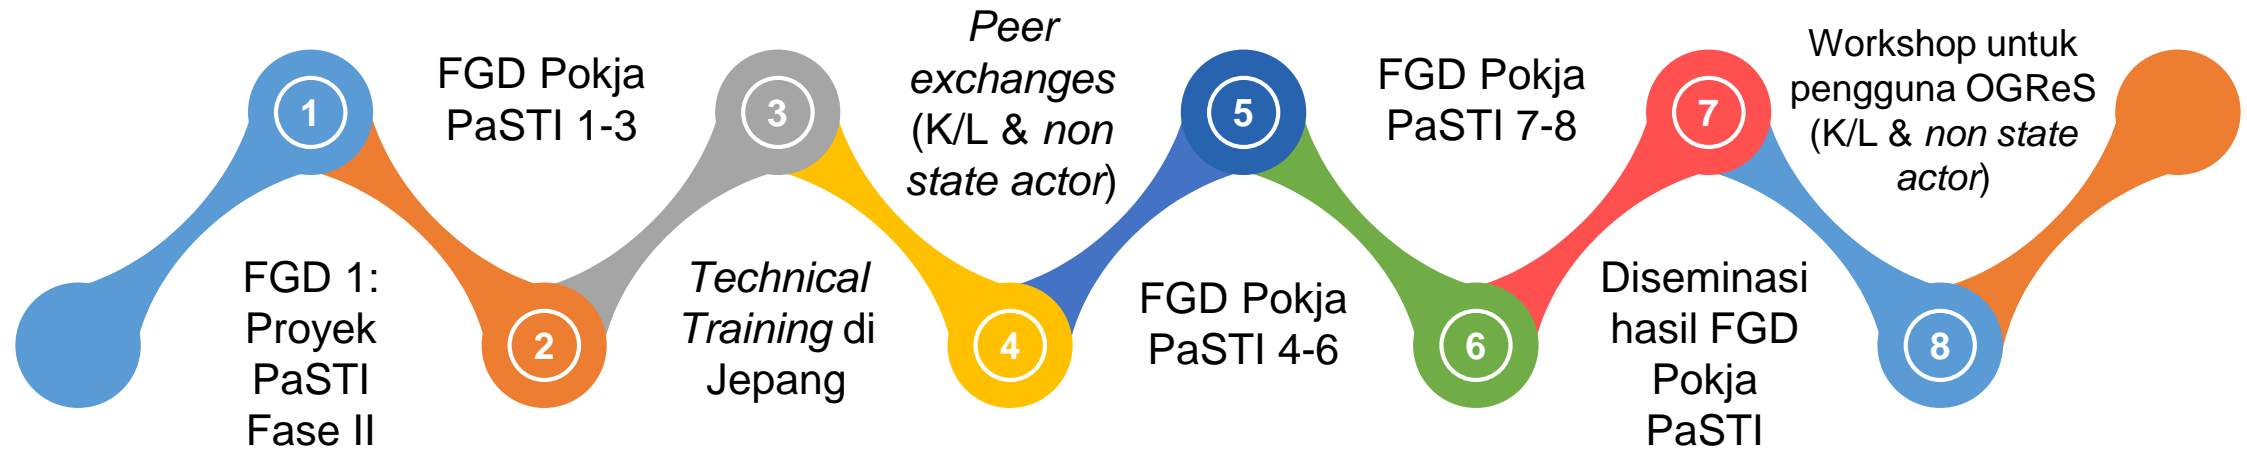 1
FGD 1:
Proyek
PaSTI
Fase II
2
FGD Pokja
PaSTI 1-3
3
Technical
Training di
Jepang
4
Peer
exchanges
(K/L & non
state actor)
5
FGD Pokja
PaSTI 4-6
6
FGD Pokja
PaSTI 7-8
7
Diseminasi
hasil FGD
Pokja
PaSTI
8
Workshop untuk
pengguna OGReS
(K/L & non state
actor)